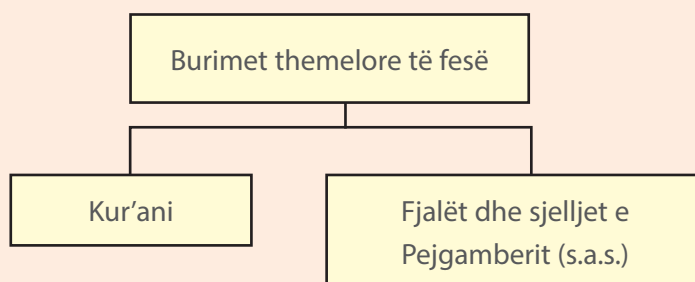 Burimet themelore të fesë
Kur’ani
Fjalët dhe sjelljet e
Pejgamberit (s.a.s.)